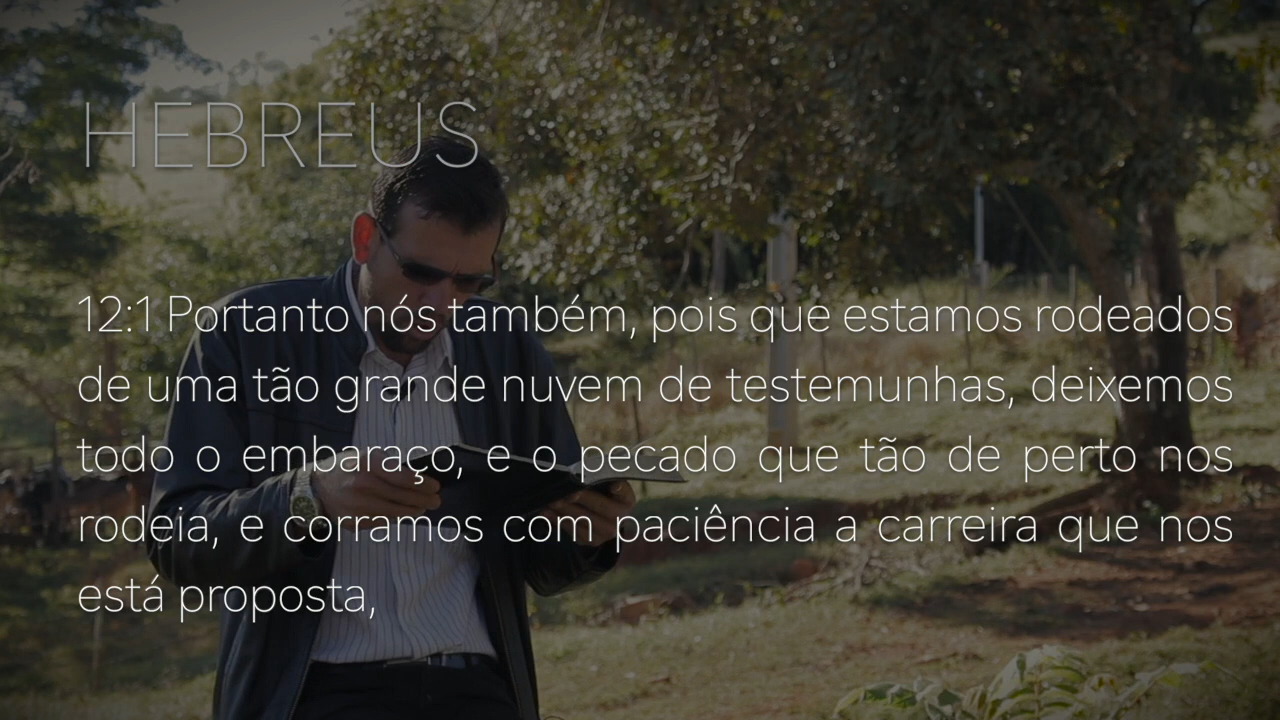 HEBREUS
12:1 Portanto nós também, pois que estamos rodeados
de uma tão grande nuvem de testemunhas, deixemos
todo o embaraço, e o pecado que tão de perto nos
rodeia, e corramos com paciência a carreira que nos
está proposta,